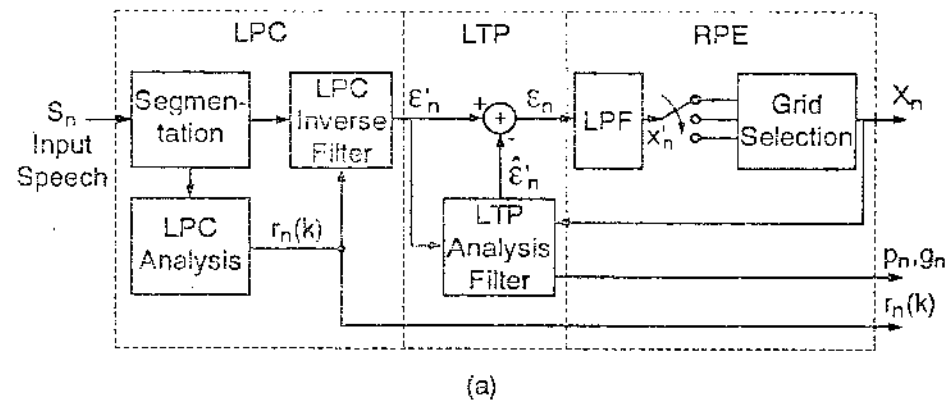 LPC
LTP
RPE
Sₙ
Input
Speech
Segmen-
tation
LPC
Inverse
Filter
ε'ₙ
+
+
εₙ
-
LPF
x'ₙ
Grid
Selection
Xₙ
ε̂'ₙ
LPC
Analysis
rₙ(k)
LTP
Analysis
Filter
pₙ,gₙ
rₙ(k)
(a)